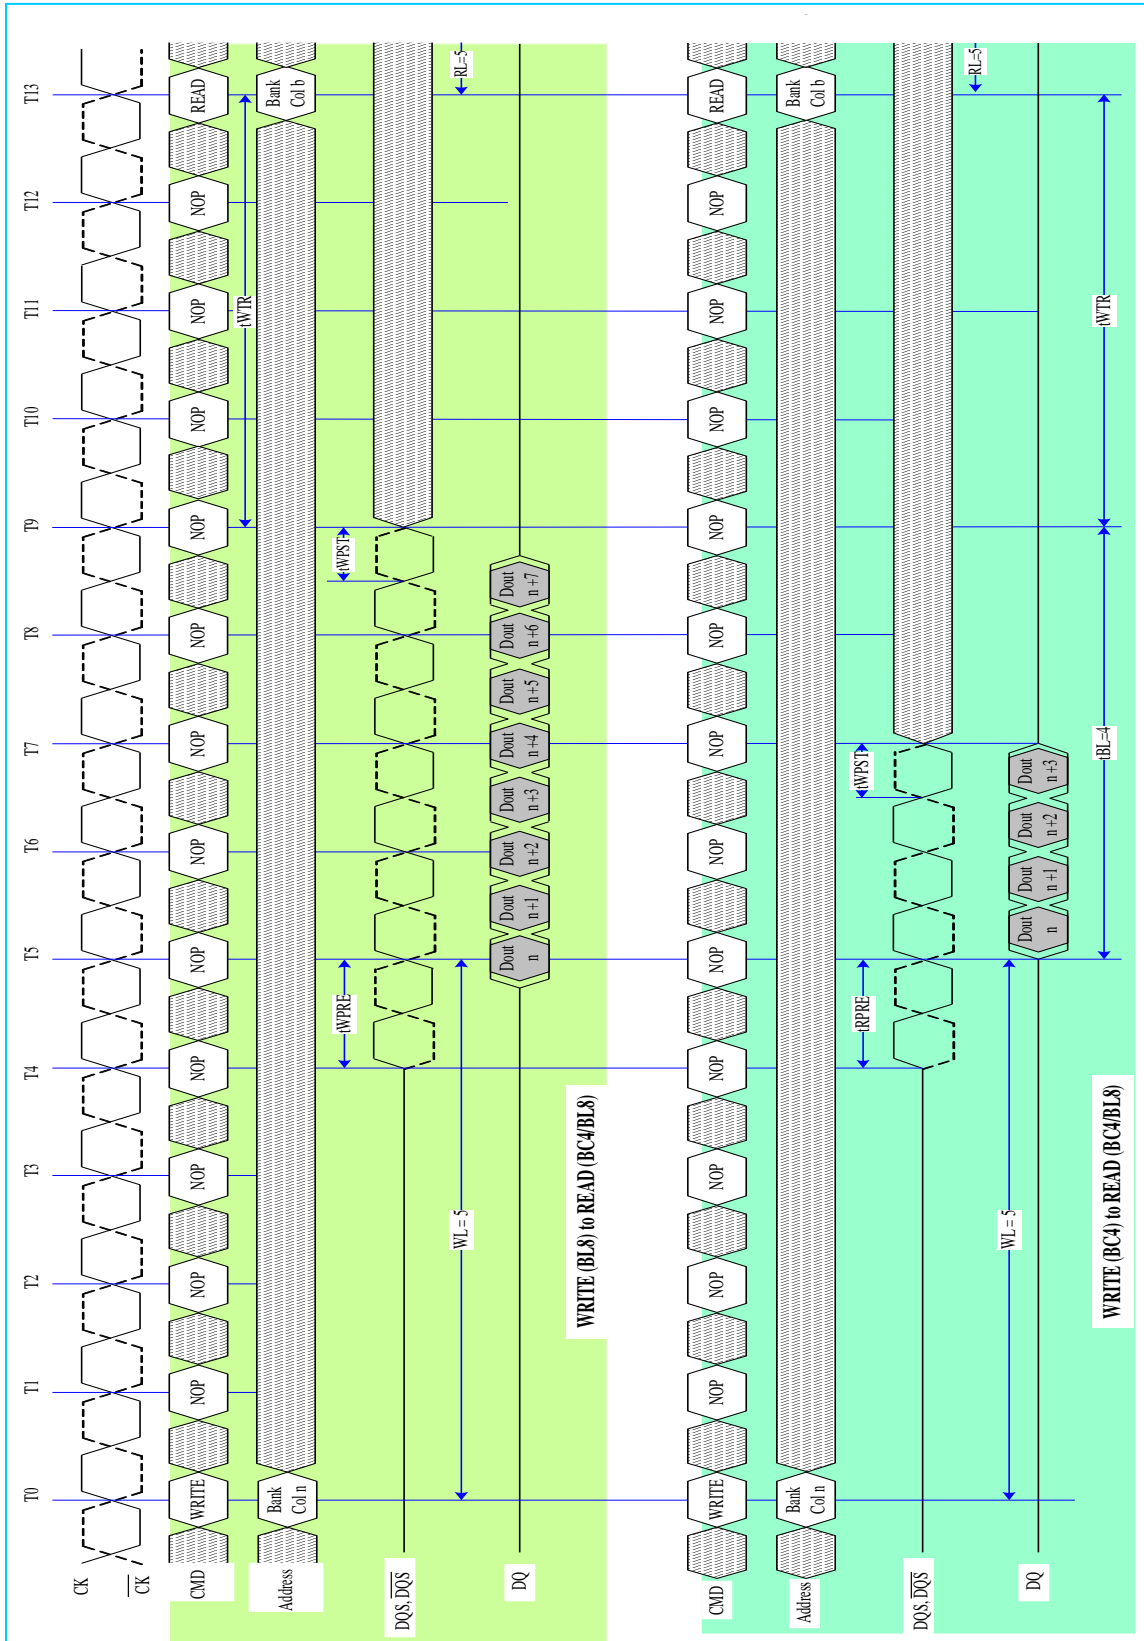 T0 T1 T2 T3 T4 T5 T6 T7 T8 T9 T10 T11 T12 T13
CK
CK
CMD WRITE NOP NOP NOP NOP NOP NOP NOP NOP NOP NOP NOP NOP READ
tWTR
Address Bank Col n Bank Col b
tWPRE tWPST
DQS, DQS
WL = 5 RL=5
DQ Dout n Dout n+1 Dout n+2 Dout n+3 Dout n+4 Dout n+5 Dout n+6 Dout n+7
WRITE (BL8) to READ (BC4/BL8)
CMD WRITE NOP NOP NOP NOP NOP NOP NOP NOP NOP NOP NOP NOP READ
Address Bank Col n Bank Col b
tRPRE tWPST
DQS, DQS
RL=5
WL = 5
DQ Dout n Dout n+1 Dout n+2 Dout n+3
tBL=4 tWTR
WRITE (BC4) to READ (BC4/BL8)